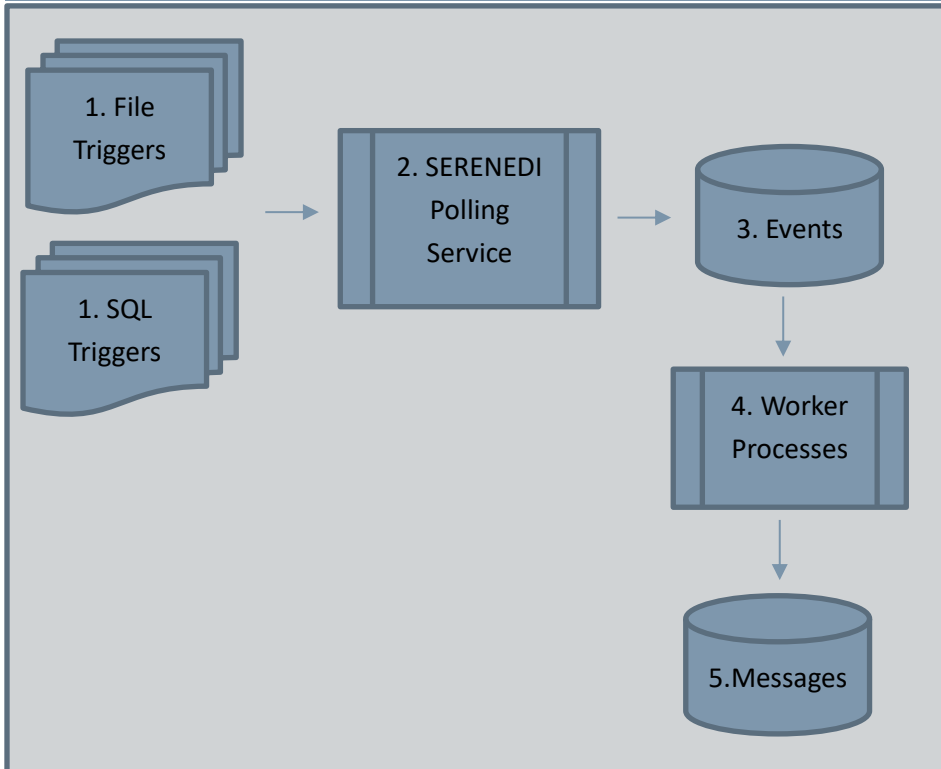 1. File
Triggers
1. SQL
Triggers
2. SERENEDI
Polling
Service
3. Events
4. Worker
Processes
5.Messages